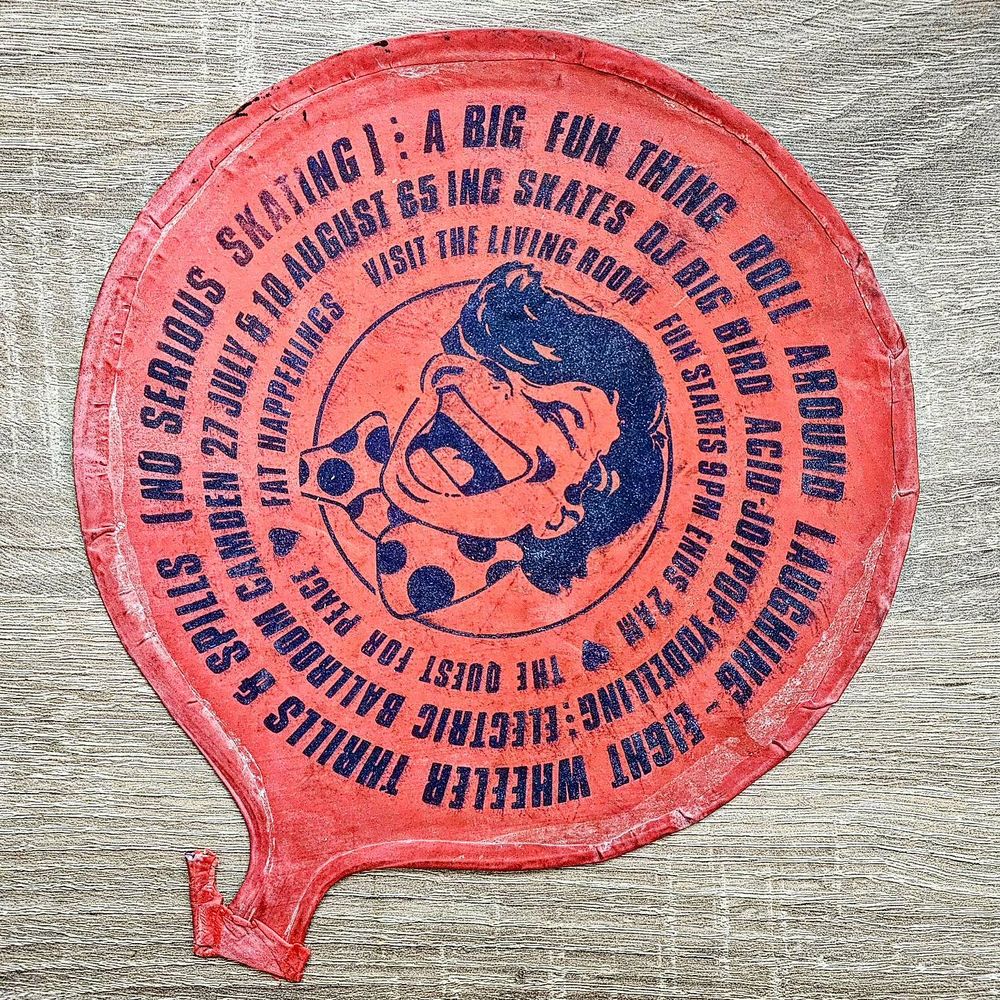 A BIG FUN THING ROLL AROUND LAUGHING - EIGHT WHEELER THRILLS & SPILLS (NO SERIOUS SKATING) :
ACID-JOYPOP-YODELLING : ELECTRIC BALLROOM CAMDEN 27 JULY & 10 AUGUST £5 INC SKATES DJ BIG BIRD
VISIT THE LIVING ROOM FUN STARTS 9PM ENDS 2AM ♥ THE QUEST FOR PEACE ♥ FAT HAPPENINGS